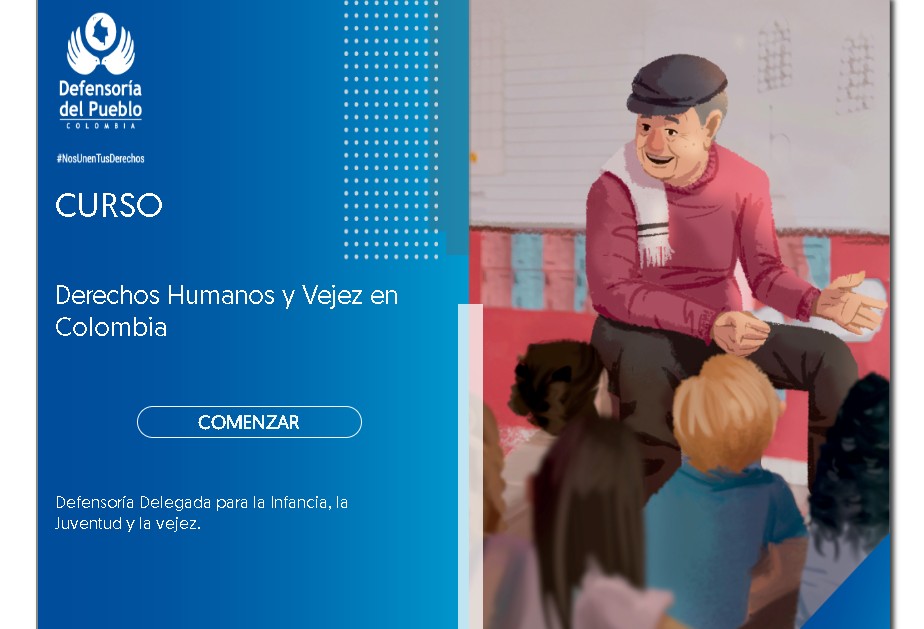 Defensoría
del Pueblo
COLOMBIA
#NosUnenTusDerechos
CURSO
Derechos Humanos y Vejez en
Colombia
COMENZAR
Defensoría Delegada para la Infancia, la
Juventud y la vejez.